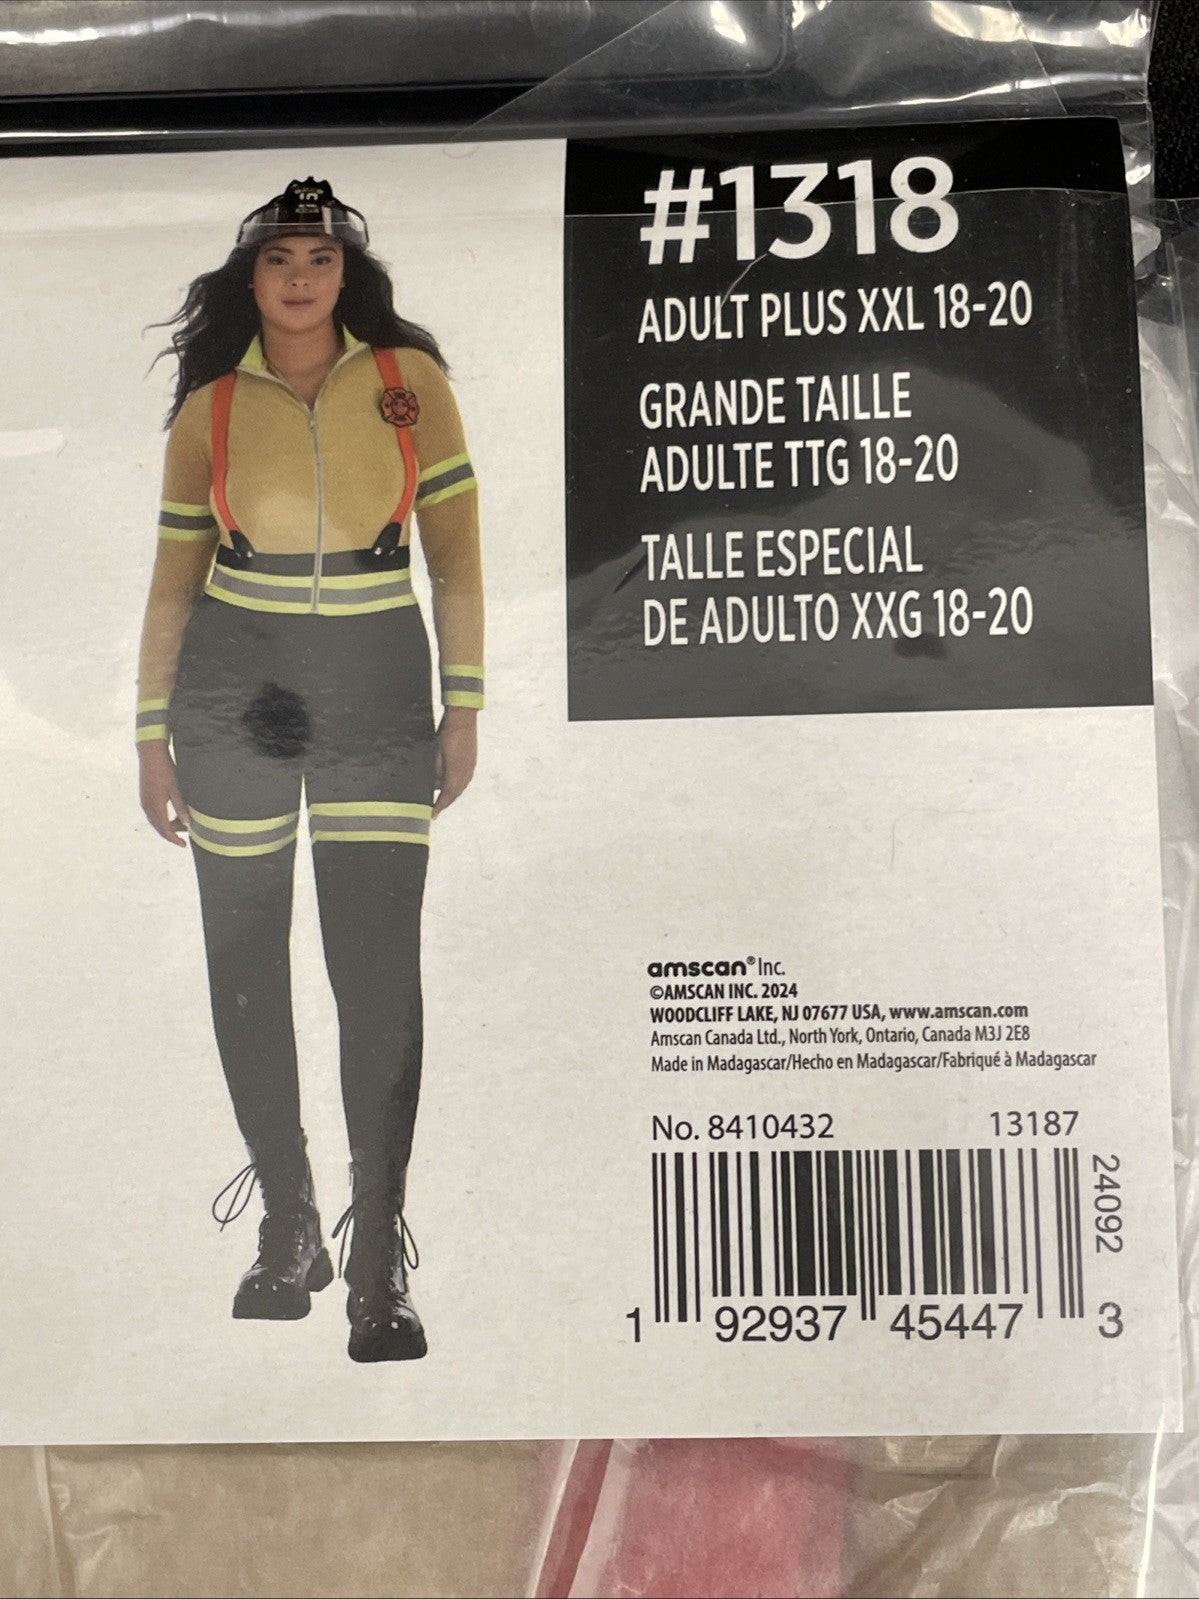 #1318
ADULT PLUS XXL 18-20
GRANDE TAILLE
ADULTE TTG 18-20
TALLE ESPECIAL
DE ADULTO XXG 18-20
amscan® Inc.
©AMSCAN INC. 2024
WOODCLIFF LAKE, NJ 07677 USA, www.amscan.com
Amscan Canada Ltd., North York, Ontario, Canada M3J 2E8
Made in Madagascar/Hecho en Madagascar/Fabriqué à Madagascar
No. 8410432 13187
24092
1 92937 45447 3